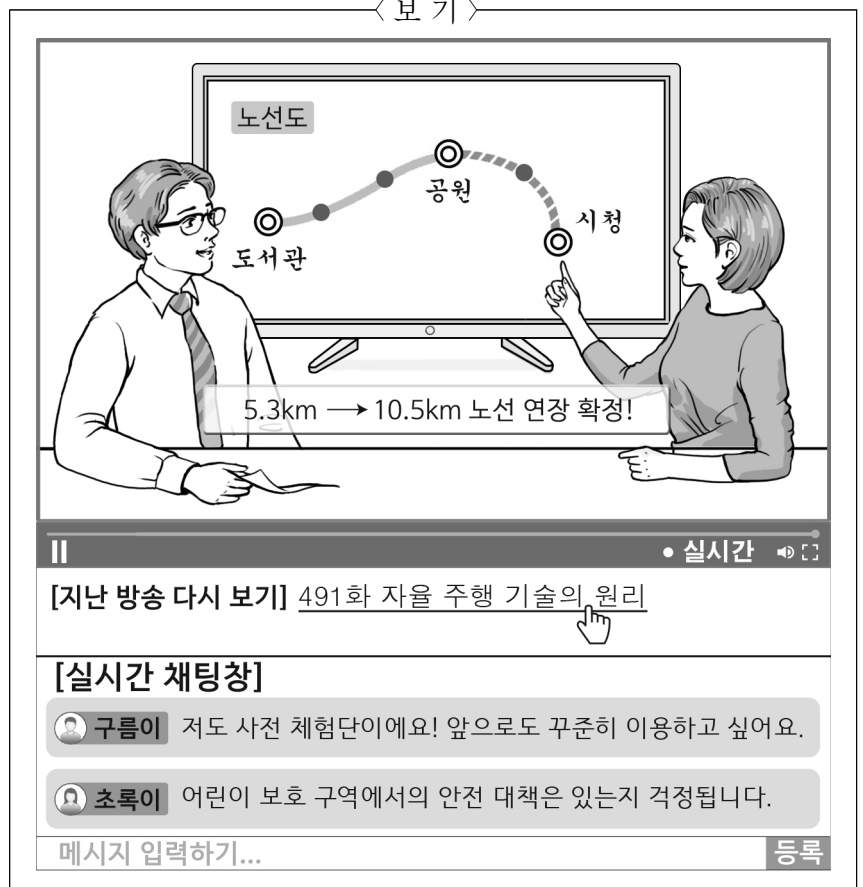 〈보 기〉
노선도
공원
시청
도서관
5.3km → 10.5km 노선 연장 확정!
실시간
[지난 방송 다시 보기] 491화 자율 주행 기술의 원리
[실시간 채팅창]
구름이 저도 사전 체험단이에요! 앞으로도 꾸준히 이용하고 싶어요.
초록이 어린이 보호 구역에서의 안전 대책은 있는지 걱정됩니다.
메시지 입력하기... 등록